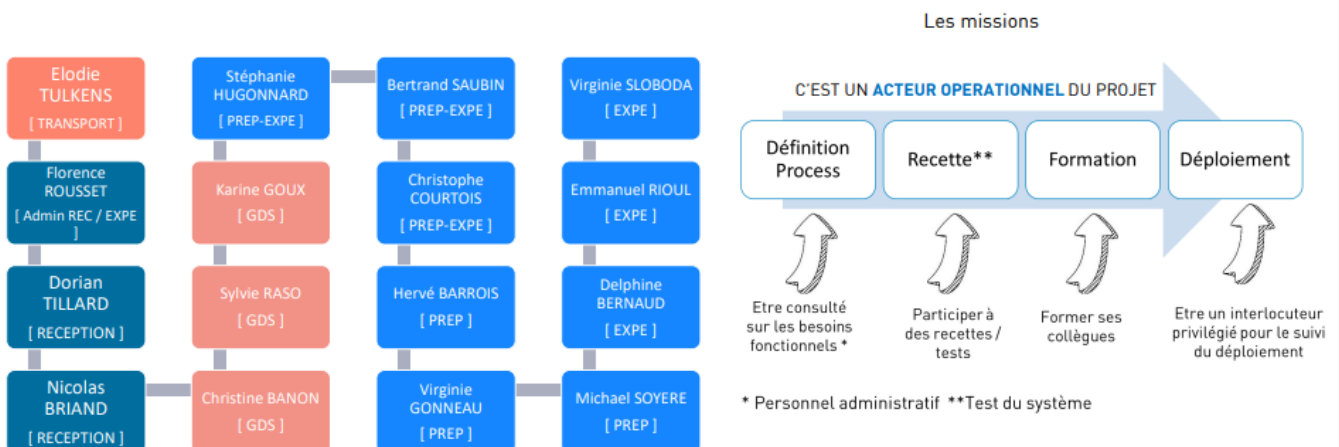 Elodie
TULKENS
[ TRANSPORT ]
Florence
ROUSSET
[ Admin REC / EXPE
]
Dorian
TILLARD
[ RECEPTION ]
Nicolas
BRIAND
[ RECEPTION ]
Stéphanie
HUGONNARD
[ PREP-EXPE ]
Karine GOUX
[ GDS ]
Sylvie RASO
[ GDS ]
Christine BANON
[ GDS ]
Bertrand SAUBIN
[ PREP-EXPE ]
Christophe
COURTOIS
[ PREP-EXPE ]
Hervé BARROIS
[ PREP ]
Virginie
GONNEAU
[ PREP ]
Virginie SLOBODA
[ EXPE ]
Emmanuel RIOUL
[ EXPE ]
Delphine
BERNAUD
[ EXPE ]
Michael SOYERE
[ PREP ]
Les missions
C'EST UN ACTEUR OPERATIONNEL DU PROJET
Définition
Process
Recette**
Formation
Déploiement
Etre consulté
sur les besoins
fonctionnels *
Participer à
des recettes /
tests
Former ses
collègues
Etre un interlocuteur
privilégié pour le suivi
du déploiement
* Personnel administratif **Test du système